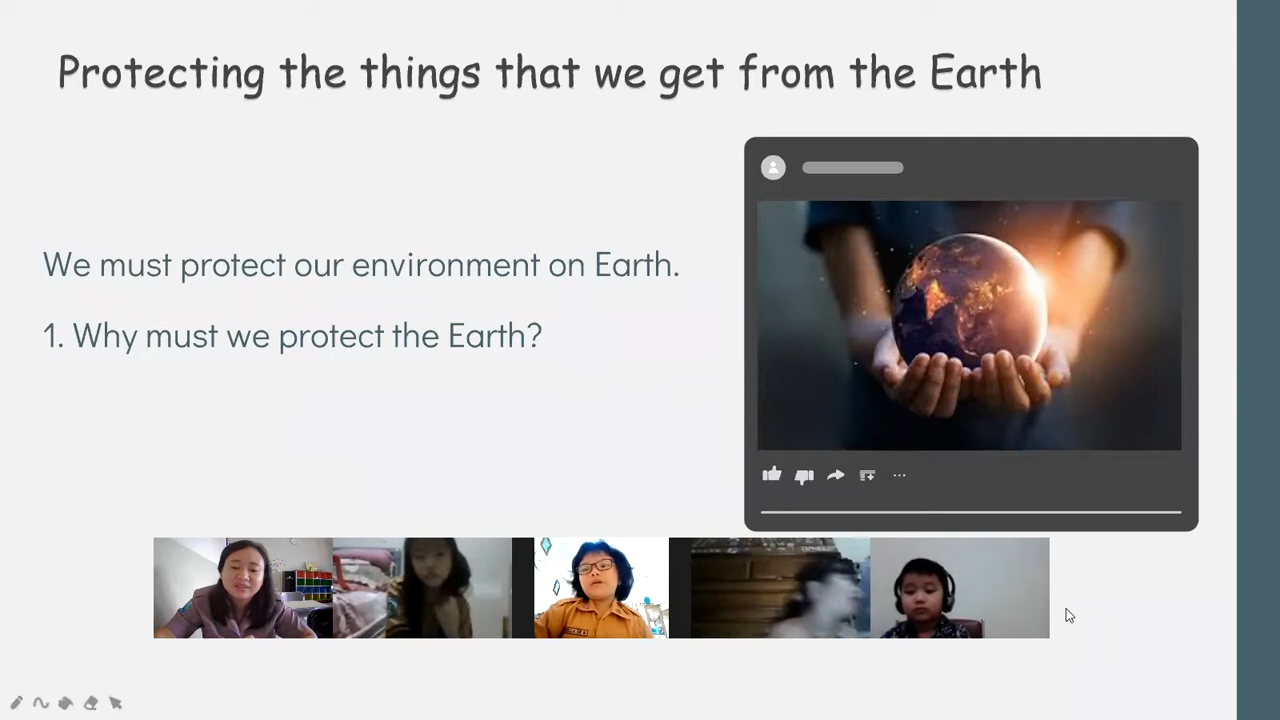 Protecting the things that we get from the Earth
We must protect our environment on Earth.
1. Why must we protect the Earth?